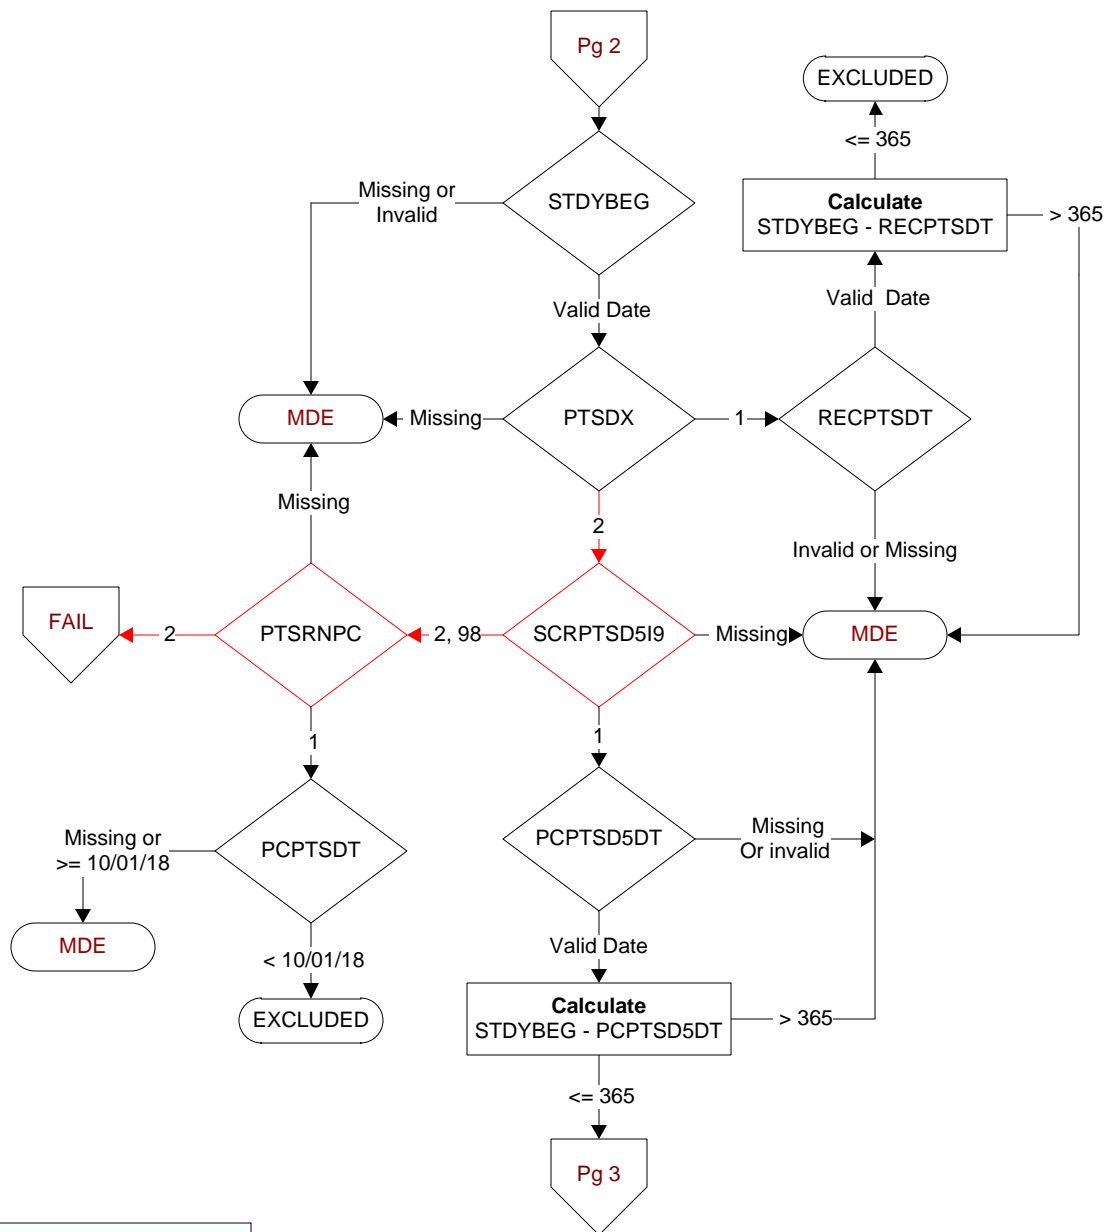 Pg 2
EXCLUDED
<= 365
Missing or
Invalid
STDYBEG
Calculate
STDYBEG - RECPTSDT
> 365
Valid Date
Valid Date
MDE
Missing
PTSDX
1
RECPTSDT
Missing
2
Invalid or Missing
FAIL
2
PTSRNPC
2, 98
SCRPTSD5I9
Missing
MDE
1
1
Missing or
>= 10/01/18
PCPTSDT
PCPTSD5DT
Missing
Or invalid
MDE
< 10/01/18
Valid Date
EXCLUDED
Calculate
STDYBEG - PCPTSD5DT
> 365
<= 365
Pg 3